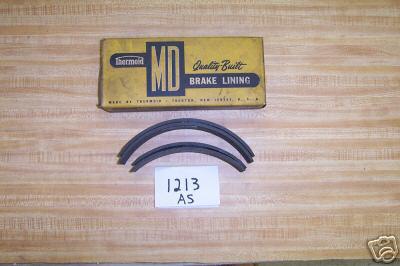 Thermoid
MD
Quality Built
BRAKE LINING
MADE BY THERMOID - TRENTON, NEW JERSEY, U. S. A.
1213
AS